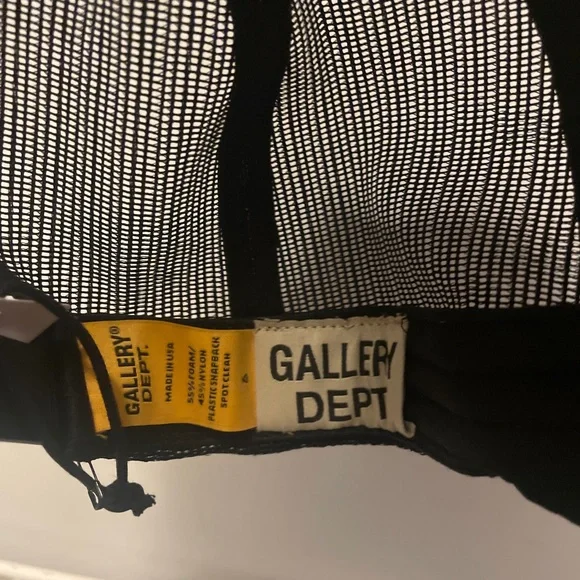 GALLERY®
DEPT.
MADE IN USA
55% FOAM/
45% NYLON
PLASTIC SNAPBACK
SPOT CLEAN
GALLERY
DEPT